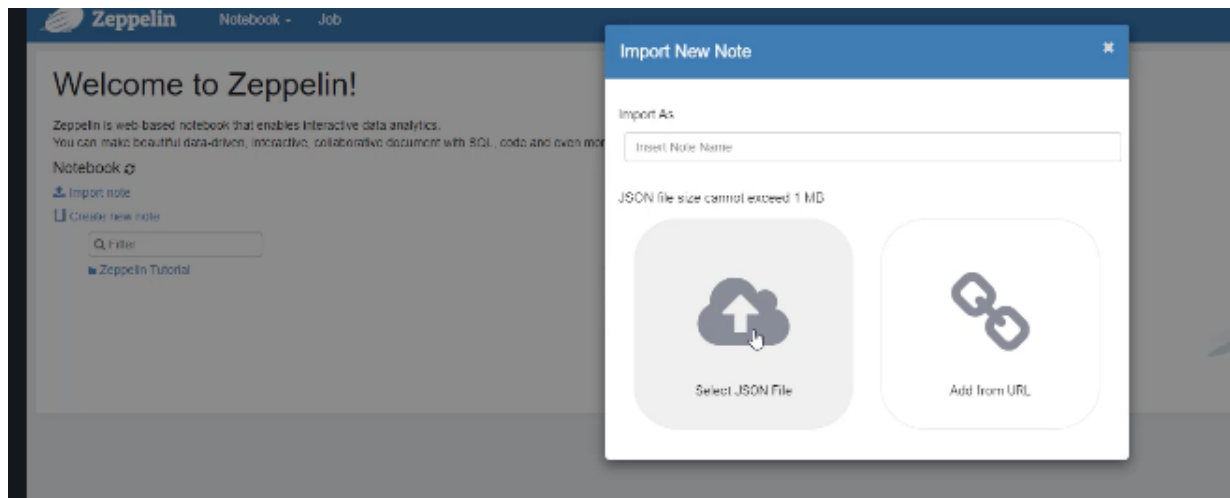 Zeppelin Notebook Job
Welcome to Zeppelin!
Zeppelin is web-based notebook that enables interactive data analytics.
You can make beautiful data-driven, interactive, collaborative document with SQL, code and even mor
Notebook
Import note
Create new note
Filter
Zeppelin Tutorial
Import New Note
Import As
Insert Note Name
JSON file size cannot exceed 1 MB
Select JSON File
Add from URL